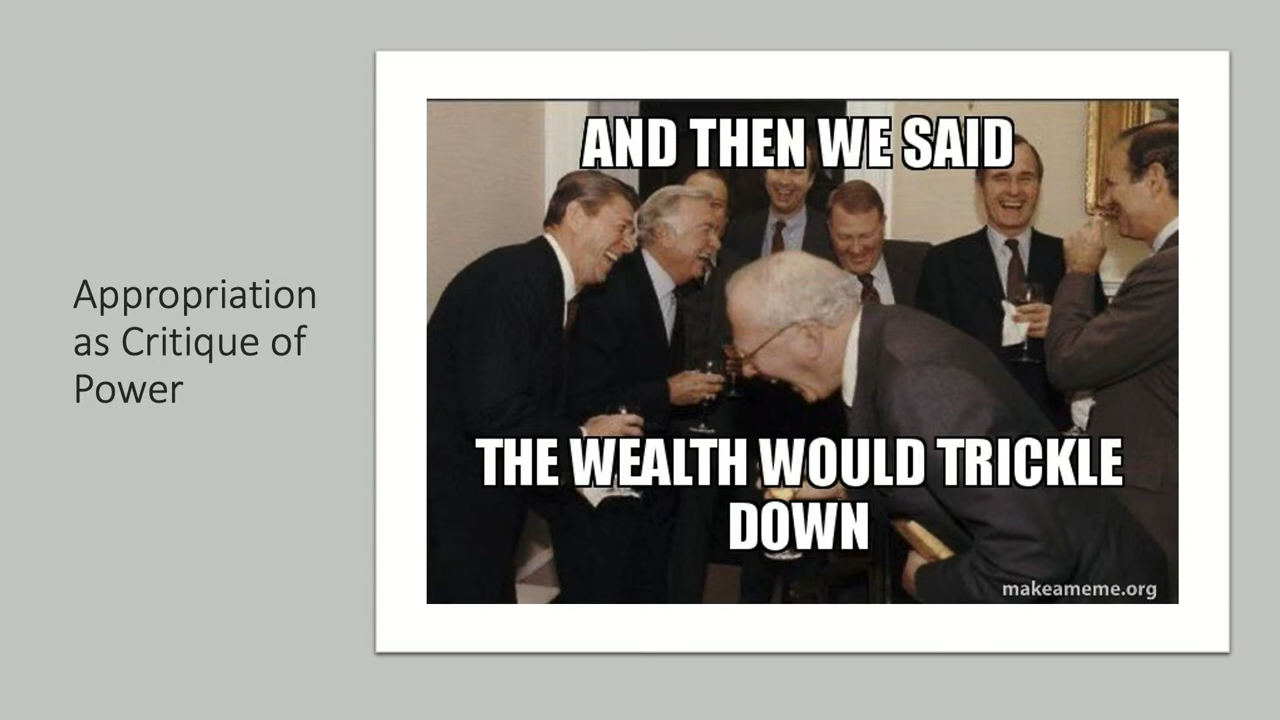 Appropriation
as Critique of
Power
AND THEN WE SAID
THE WEALTH WOULD TRICKLE
DOWN
makeameme.org